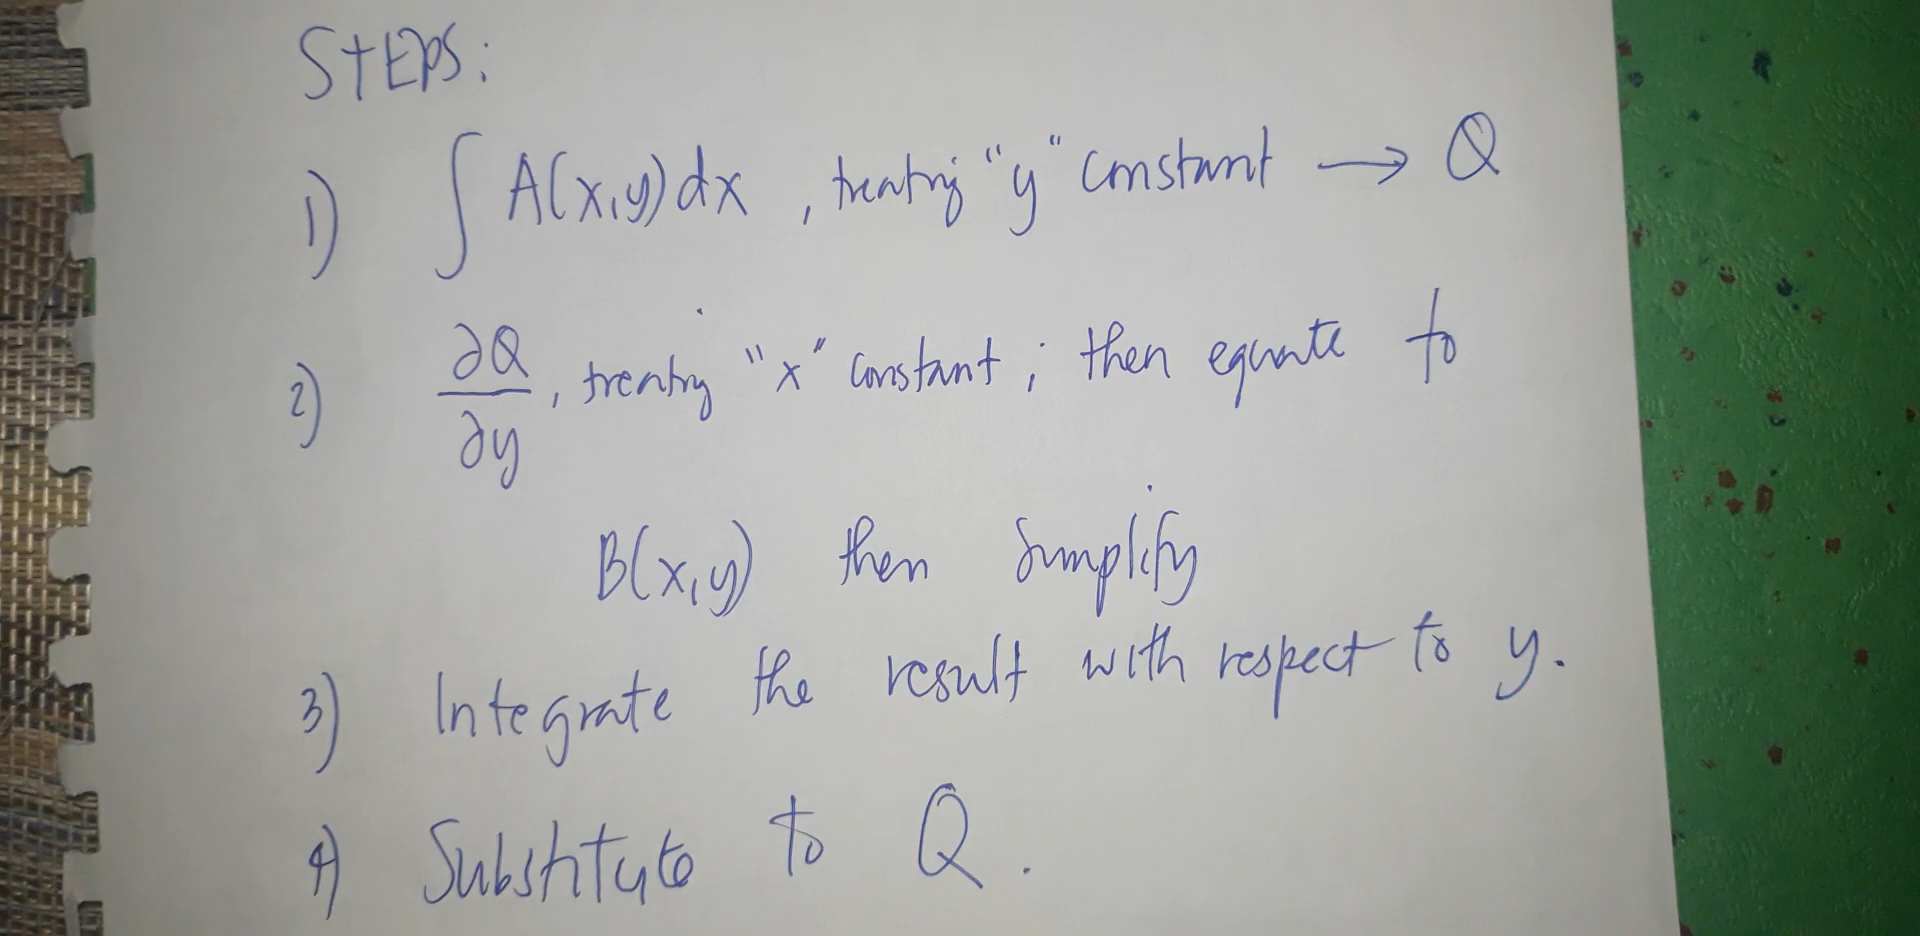 STEPS:
1) ∫ A(x,y)dx , treating "y" constant → Q
2) ∂Q/∂y , treating "x" constant ; then equate to
B(x,y) then simplify
3) Integrate the result with respect to y.
4) Substitute to Q.